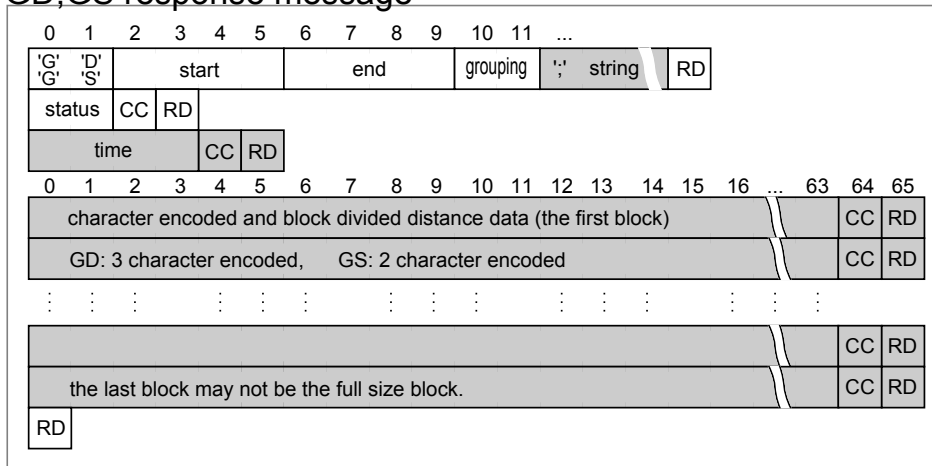 GD,GS response message
0 1 2 3 4 5 6 7 8 9 10 11 ...
'G' 'D' start end grouping ';' string RD
'G' 'S'
status CC RD
time CC RD
0 1 2 3 4 5 6 7 8 9 10 11 12 13 14 15 16 ... 63 64 65
character encoded and block divided distance data (the first block) CC RD
GD: 3 character encoded, GS: 2 character encoded CC RD
CC RD
the last block may not be the full size block. CC RD
RD